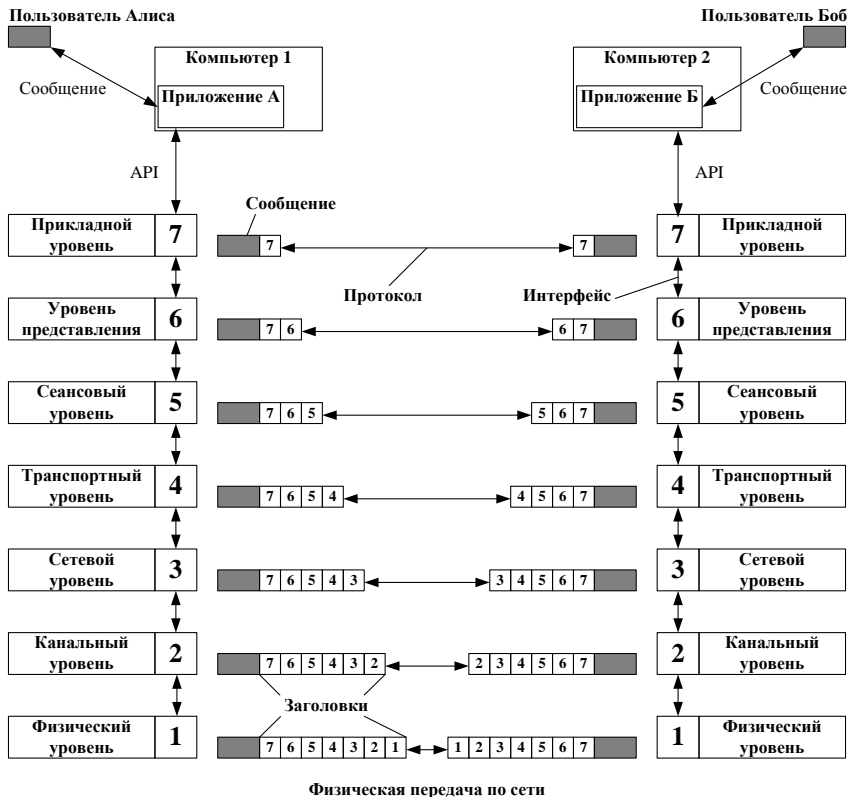 Пользователь Алиса
Пользователь Боб
Компьютер 1
Компьютер 2
Сообщение
Приложение А
Приложение Б
Сообщение
API
API
Сообщение
Прикладной
уровень
7
7
7
7
Прикладной
уровень
Протокол
Интерфейс
Уровень
представления
6
7 6
6 7
6
Уровень
представления
Сеансовый
уровень
5
7 6 5
5 6 7
5
Сеансовый
уровень
Транспортный
уровень
4
7 6 5 4
4 5 6 7
4
Транспортный
уровень
Сетевой
уровень
3
7 6 5 4 3
3 4 5 6 7
3
Сетевой
уровень
Канальный
уровень
2
7 6 5 4 3 2
2 3 4 5 6 7
2
Канальный
уровень
Заголовки
Физический
уровень
1
7 6 5 4 3 2 1
1 2 3 4 5 6 7
1
Физический
уровень
Физическая передача по сети